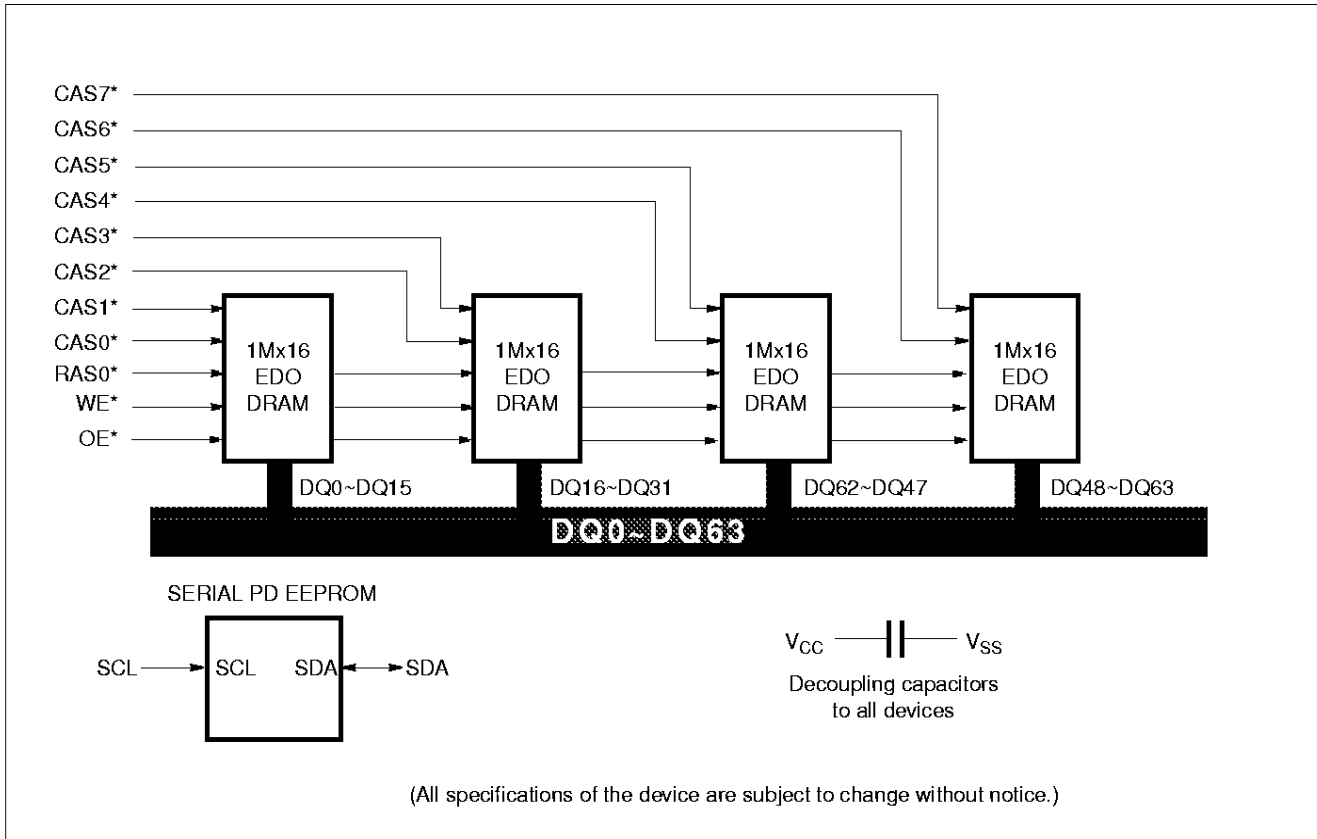 CAS7*
CAS6*
CAS5*
CAS4*
CAS3*
CAS2*
CAS1*
CAS0*
RAS0*
WE*
OE*
1Mx16
EDO
DRAM
1Mx16
EDO
DRAM
1Mx16
EDO
DRAM
1Mx16
EDO
DRAM
DQ0~DQ15
DQ16~DQ31
DQ62~DQ47
DQ48~DQ63
DQ0~DQ63
SERIAL PD EEPROM
SCL
SCL
SDA
SDA
VCC
VSS
Decoupling capacitors
to all devices
(All specifications of the device are subject to change without notice.)